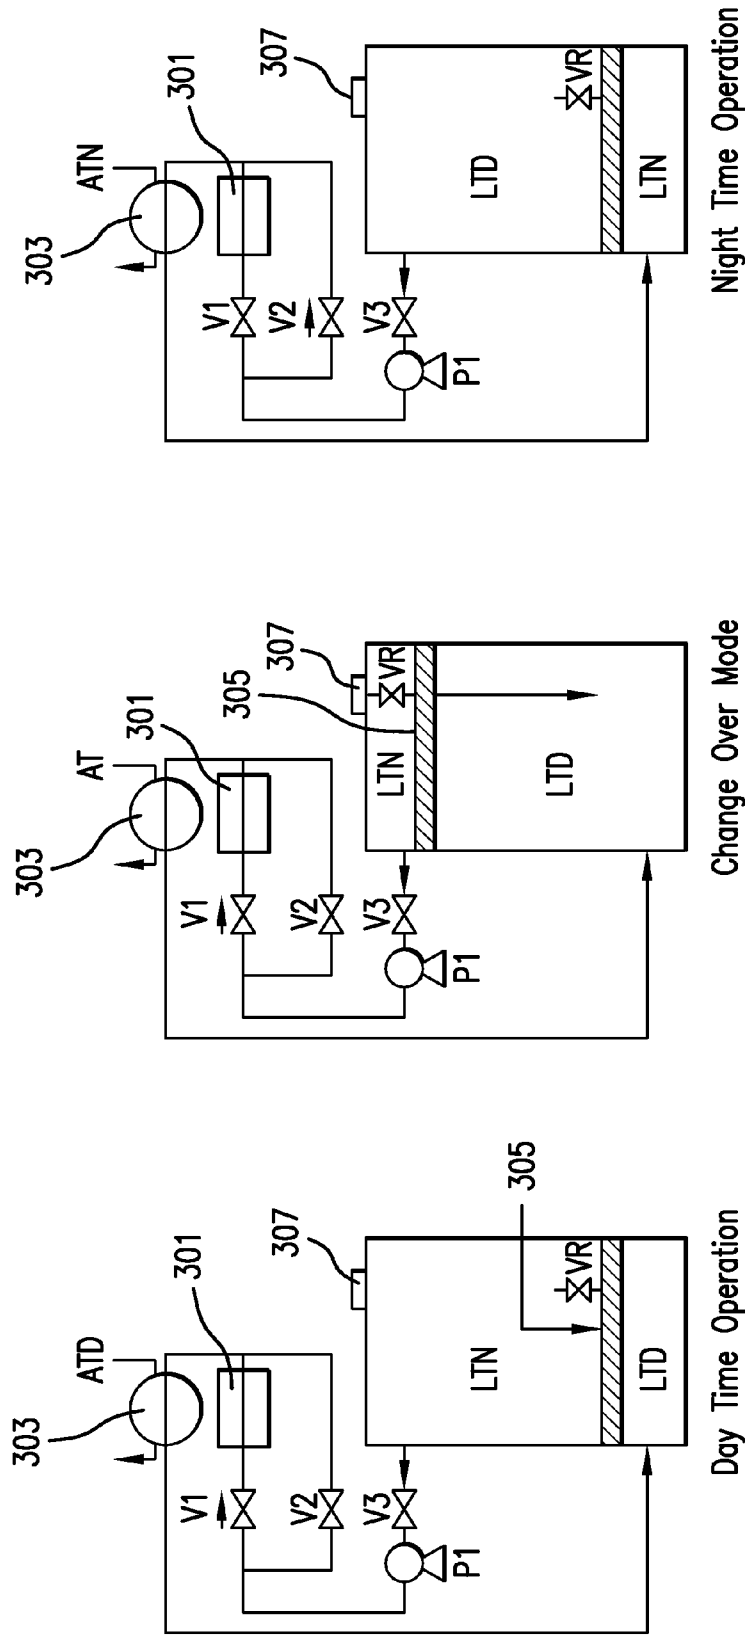 303
ATD
301
V1
V2
V3
P1
307
LTN
VR
305
LTD
Day Time Operation
303
AT
301
V1
V2
V3
P1
305
307
LTN
VR
LTD
Change Over Mode
303
ATN
301
V1
V2
V3
P1
307
LTD
VR
LTN
Night Time Operation